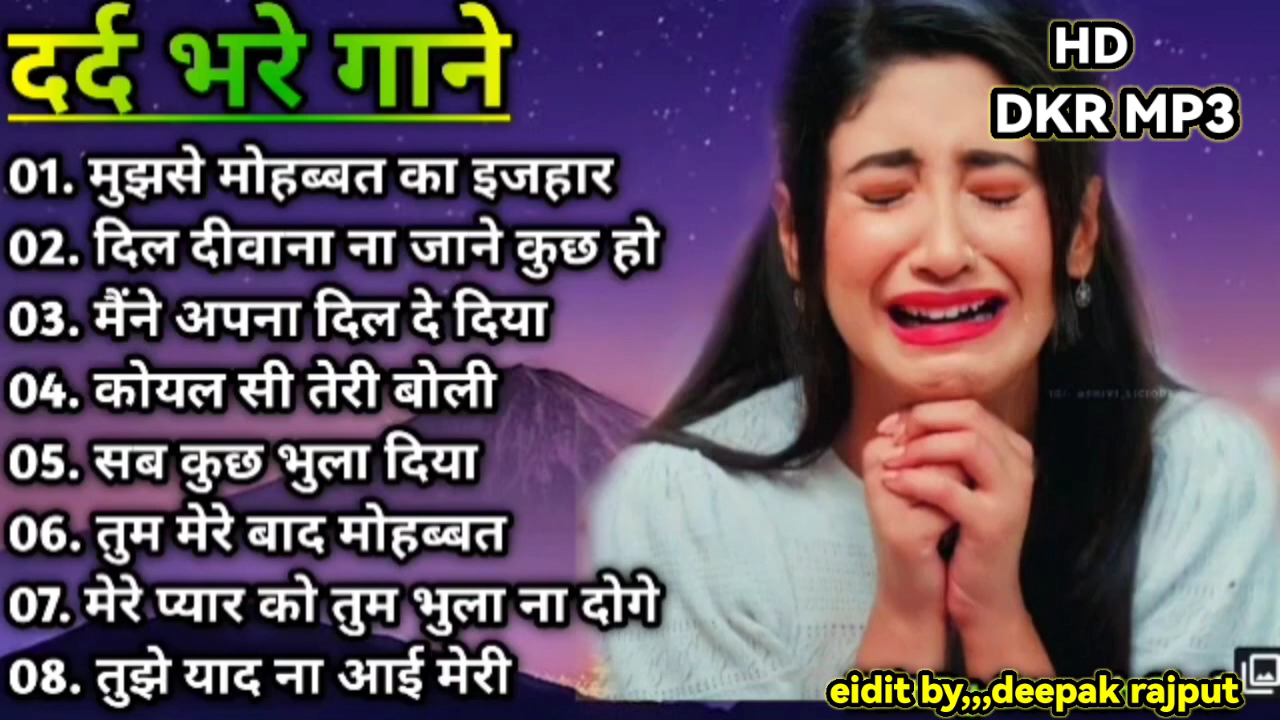 दर्द भरे गाने
HD
DKR MP3
01. मुझसे मोहब्बत का इजहार
02. दिल दीवाना ना जाने कुछ हो
03. मैंने अपना दिल दे दिया
04. कोयल सी तेरी बोली
05. सब कुछ भुला दिया
06. तुम मेरे बाद मोहब्बत
07. मेरे प्यार को तुम भुला ना दोगे
08. तुझे याद ना आई मेरी
eidit by,,,deepak rajput